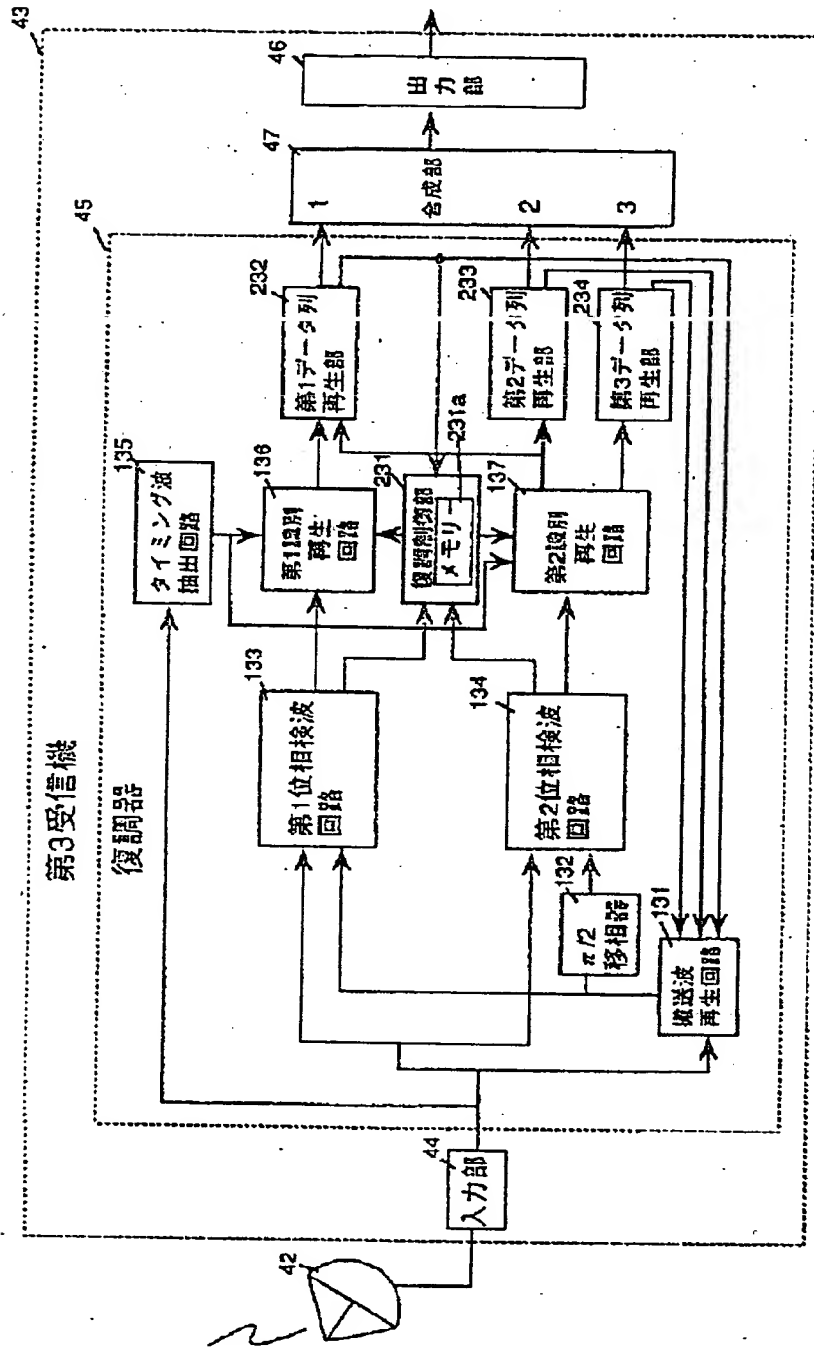 第3受信機
43
復調器
45
42
44
入力部
135
タイミング波
抽出回路
133
第1位相検波
回路
134
第2位相検波
回路
132
π/2
移相器
131
搬送波
再生回路
136
第1識別
再生
回路
231
復調制御部
231a
メモリー
137
第2識別
再生
回路
232
第1データ列
再生部
233
第2データ列
再生部
234
第3データ列
再生部
47
1
合成部
2
3
46
出力部